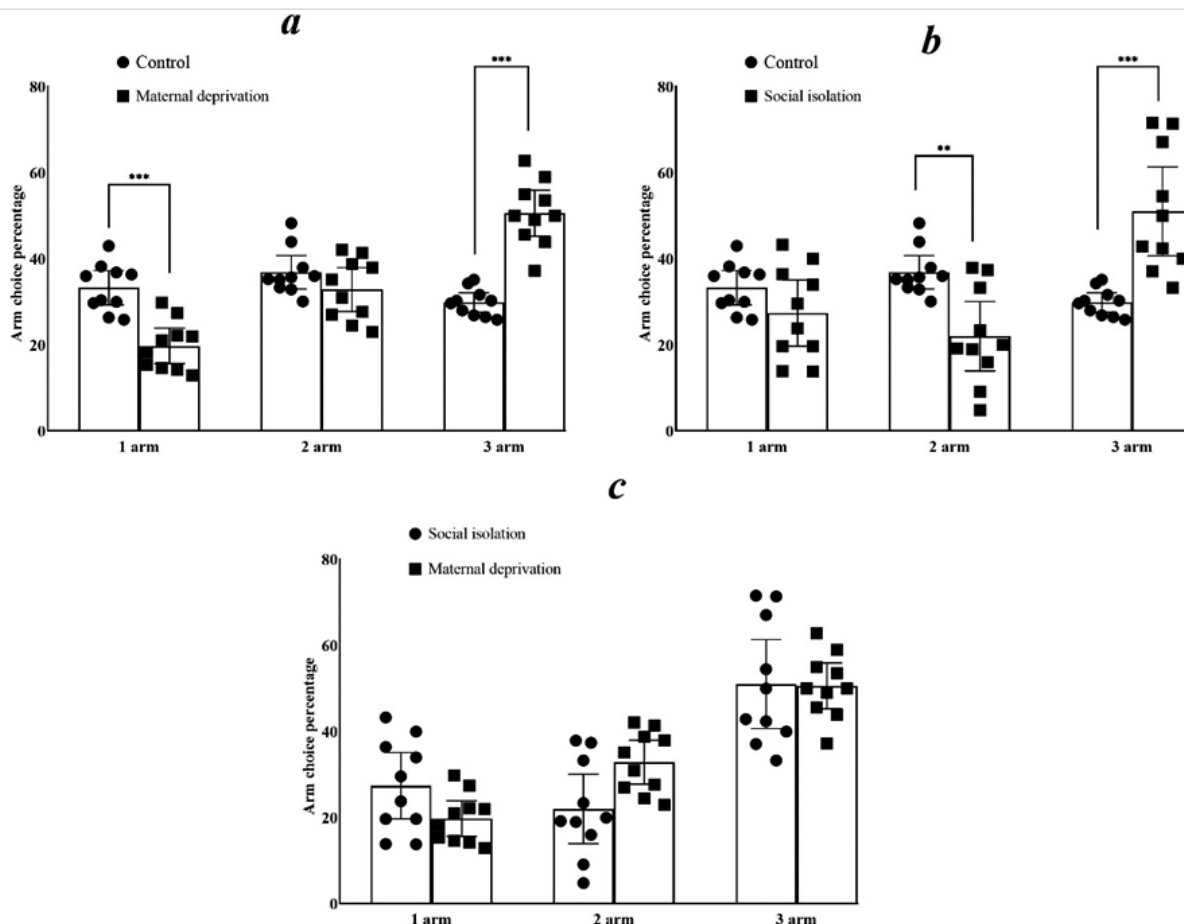 a
● Control
■ Maternal deprivation
Arm choice percentage
80
60
40
20
0
***
***
1 arm
2 arm
3 arm
b
● Control
■ Social isolation
Arm choice percentage
80
60
40
20
0
**
***
1 arm
2 arm
3 arm
c
● Social isolation
■ Maternal deprivation
Arm choice percentage
80
60
40
20
0
1 arm
2 arm
3 arm